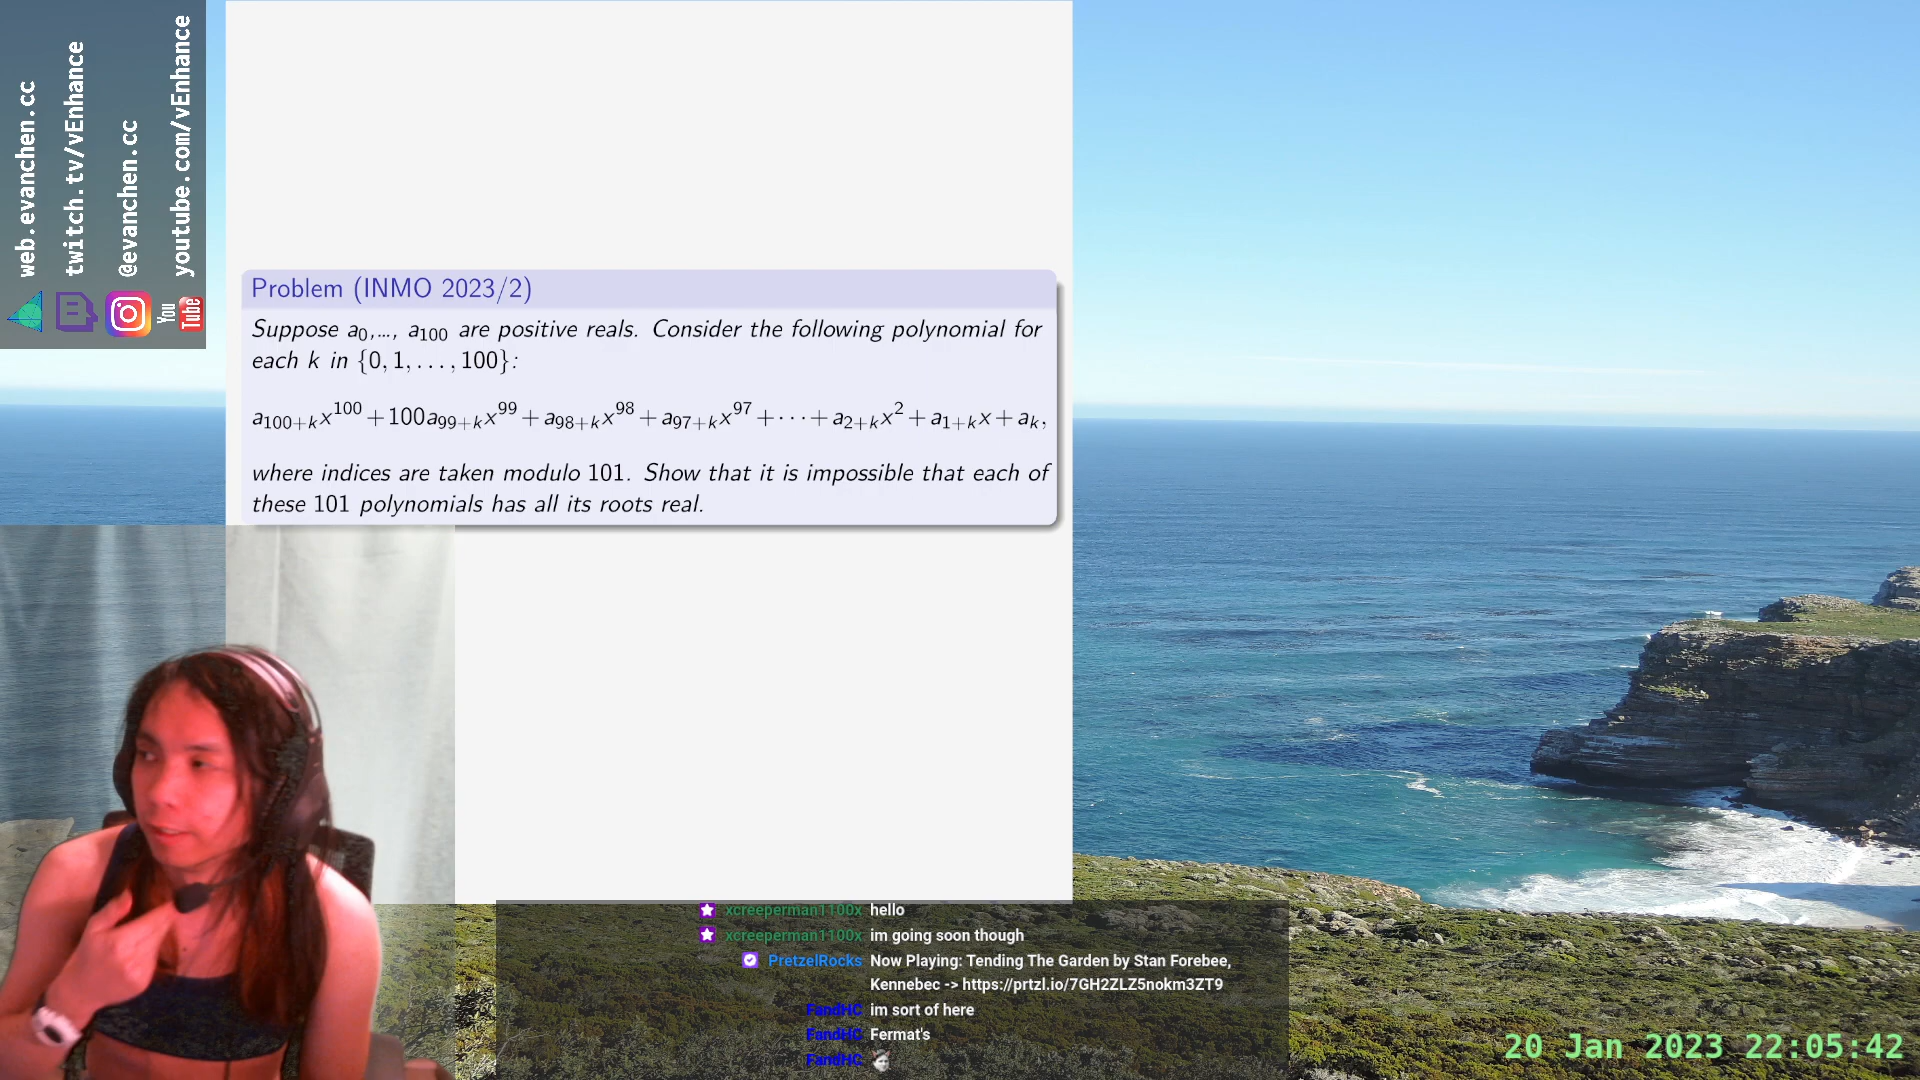 web.evanchen.cc
twitch.tv/vEnhance
@evanchen.cc
youtube.com/vEnhance
You
Tube
Problem (INMO 2023/2)
Suppose a₀,..., a₁₀₀ are positive reals. Consider the following polynomial for
each k in {0, 1, . . . , 100}:
a₁₀₀₊ₖx¹⁰⁰ + 100a₉₉₊ₖx⁹⁹ + a₉₈₊ₖx⁹⁸ + a₉₇₊ₖx⁹⁷ + · · · + a₂₊ₖx² + a₁₊ₖx + aₖ,
where indices are taken modulo 101. Show that it is impossible that each of
these 101 polynomials has all its roots real.
xcreeperman1100x hello
xcreeperman1100x im going soon though
PretzelRocks Now Playing: Tending The Garden by Stan Forebee,
Kennebec -> https://prtzl.io/7GH2ZLZ5nokm3ZT9
FandHC im sort of here
FandHC Fermat's
FandHC
20 Jan 2023 22:05:42